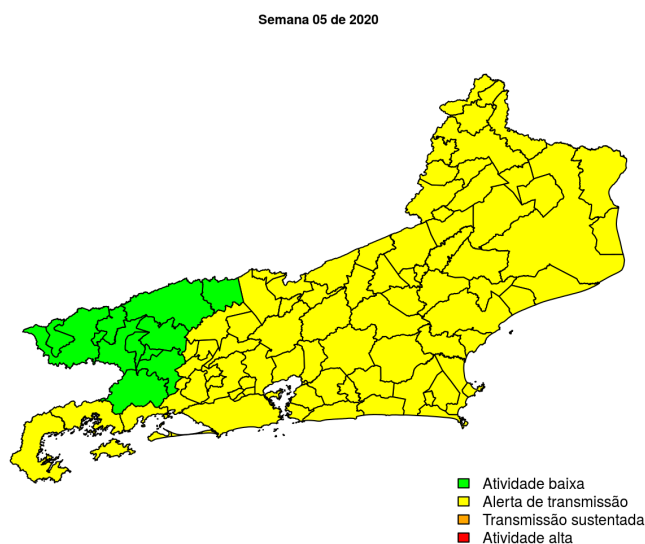 Semana 05 de 2020
Atividade baixa
Alerta de transmissão
Transmissão sustentada
Atividade alta